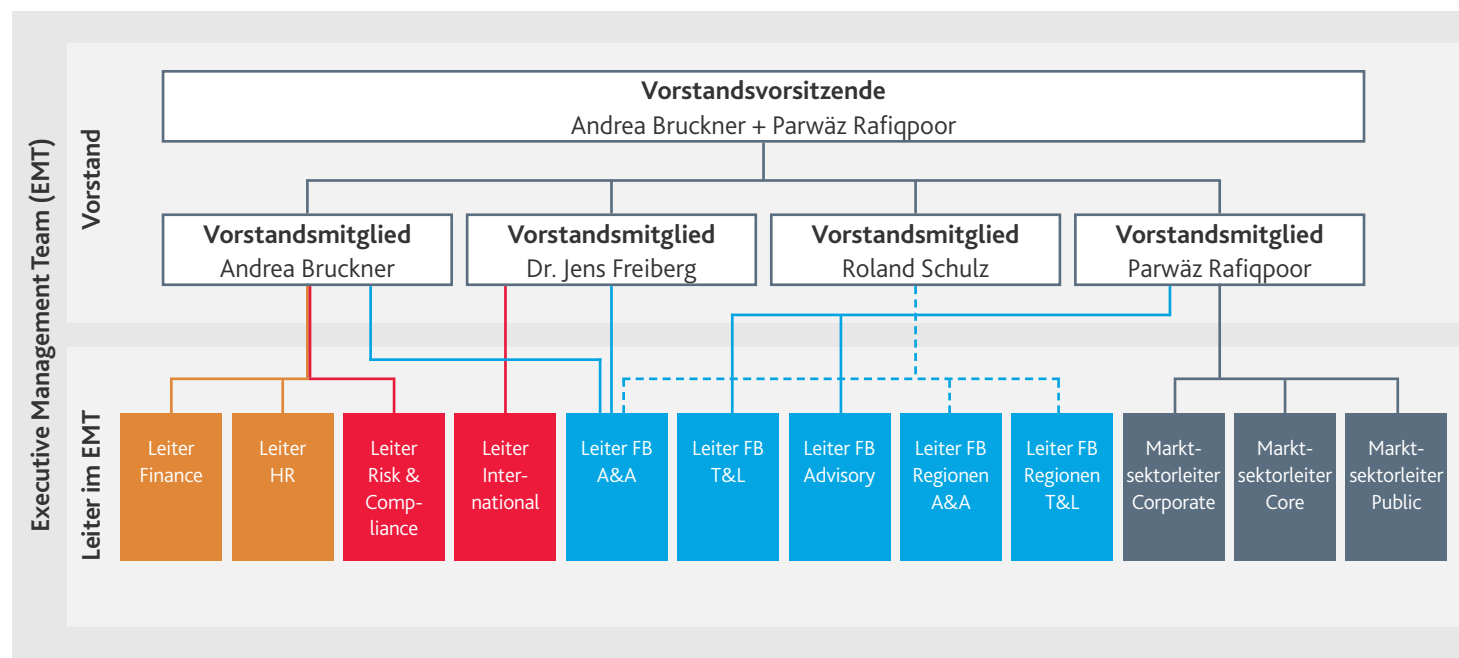 Executive Management Team (EMT)
Vorstand
Vorstandsvorsitzende
Andrea Bruckner + Parwäz Rafiqpoor
Vorstandsmitglied
Andrea Bruckner
Vorstandsmitglied
Dr. Jens Freiberg
Vorstandsmitglied
Roland Schulz
Vorstandsmitglied
Parwäz Rafiqpoor
Leiter im EMT
Leiter
Finance
Leiter
HR
Leiter
Risk &
Comp-
liance
Leiter
Inter-
national
Leiter FB
A&A
Leiter FB
T&L
Leiter FB
Advisory
Leiter FB
Regionen
A&A
Leiter FB
Regionen
T&L
Markt-
sektorleiter
Corporate
Markt-
sektorleiter
Core
Markt-
sektorleiter
Public